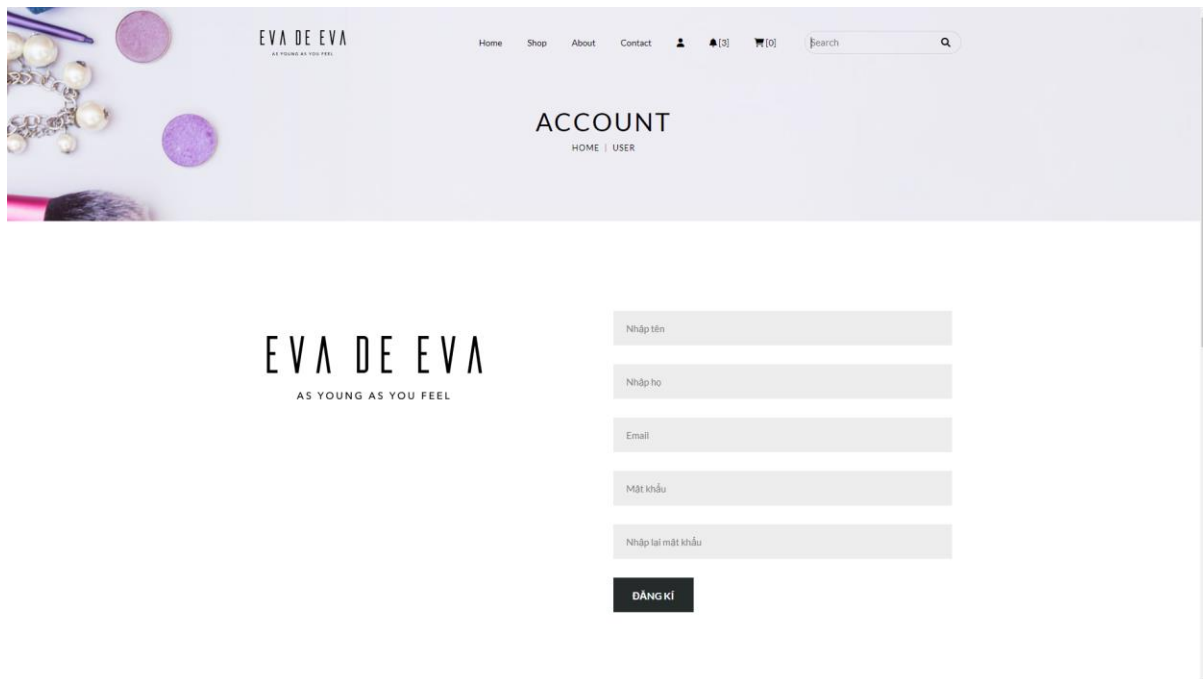 EVA DE EVA
AS YOUNG AS YOU FEEL
Home Shop About Contact [3] [0] Search
ACCOUNT
HOME | USER
EVA DE EVA
AS YOUNG AS YOU FEEL
Nhập tên
Nhập họ
Email
Mật khẩu
Nhập lại mật khẩu
ĐĂNG KÍ